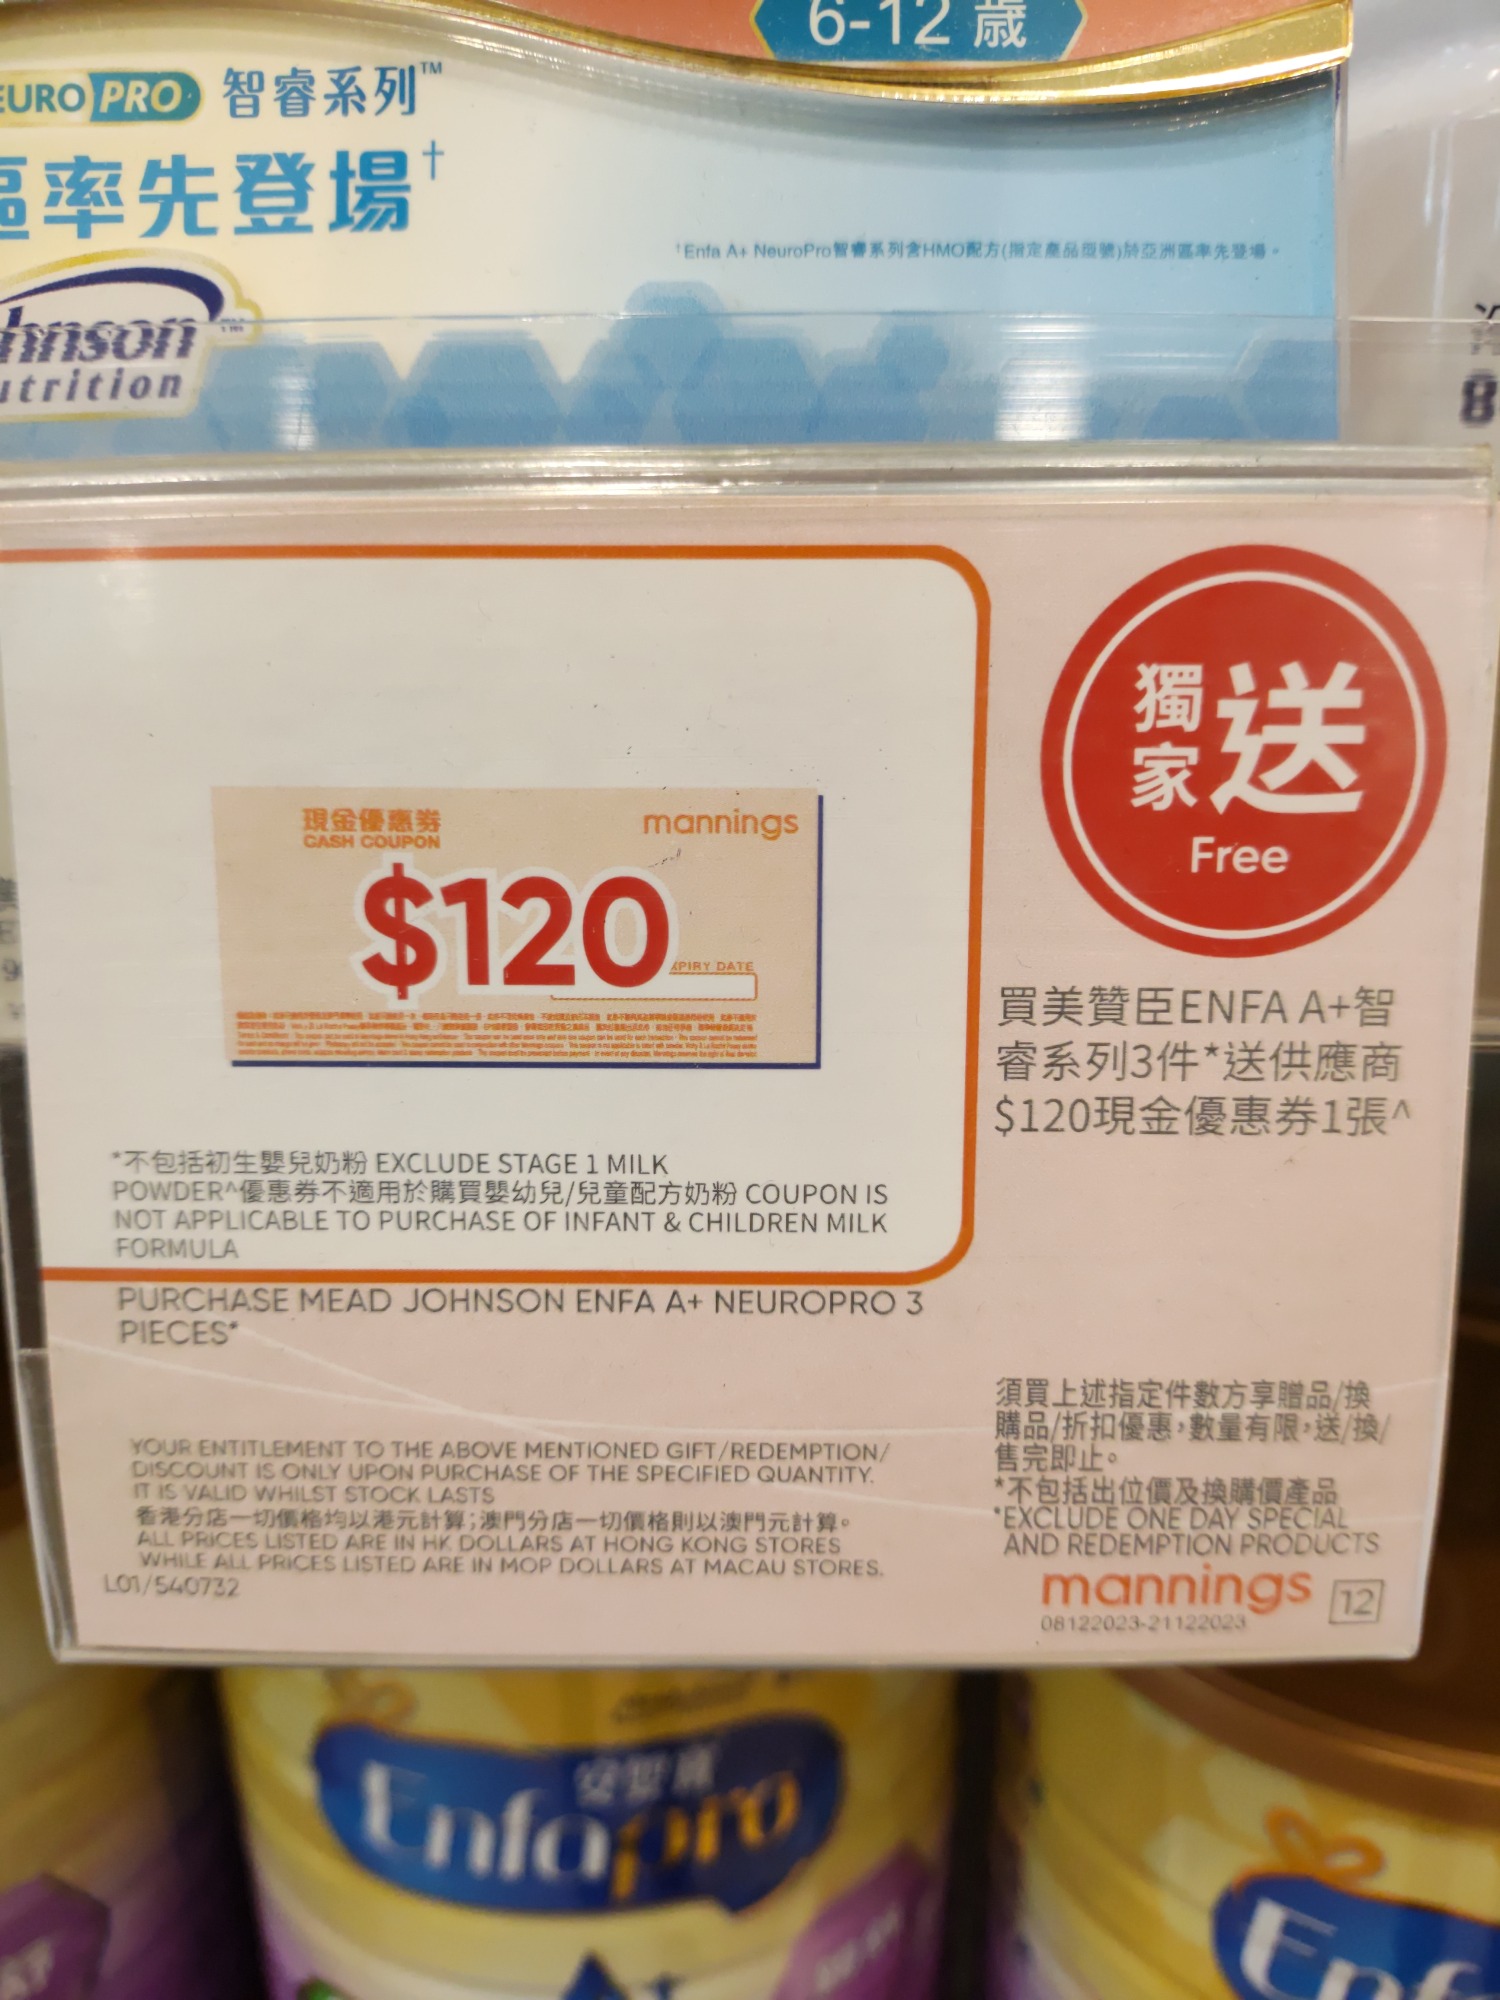 6-12 歲
EURO PRO 智睿系列™
區率先登場†
†Enfa A+ NeuroPro智睿系列含HMO配方(指定產品型號)於亞洲區率先登場。
hnson™
utrition
獨家 送
Free
現金優惠券 mannings
CASH COUPON
$120
XPIRY DATE
買美贊臣ENFA A+智
睿系列3件*送供應商
$120現金優惠券1張^
*不包括初生嬰兒奶粉 EXCLUDE STAGE 1 MILK
POWDER^優惠券不適用於購買嬰幼兒/兒童配方奶粉 COUPON IS
NOT APPLICABLE TO PURCHASE OF INFANT & CHILDREN MILK
FORMULA
PURCHASE MEAD JOHNSON ENFA A+ NEUROPRO 3
PIECES*
須買上述指定件數方享贈品/換
購品/折扣優惠，數量有限，送/換/
售完即止。
*不包括出位價及換購價產品
*EXCLUDE ONE DAY SPECIAL
AND REDEMPTION PRODUCTS
YOUR ENTITLEMENT TO THE ABOVE MENTIONED GIFT/REDEMPTION/
DISCOUNT IS ONLY UPON PURCHASE OF THE SPECIFIED QUANTITY.
IT IS VALID WHILST STOCK LASTS
香港分店一切價格均以港元計算；澳門分店一切價格則以澳門元計算。
ALL PRICES LISTED ARE IN HK DOLLARS AT HONG KONG STORES
WHILE ALL PRICES LISTED ARE IN MOP DOLLARS AT MACAU STORES.
L01/540732
mannings 12
08122023-21122023
安嬰寶
Enfapro
Enf